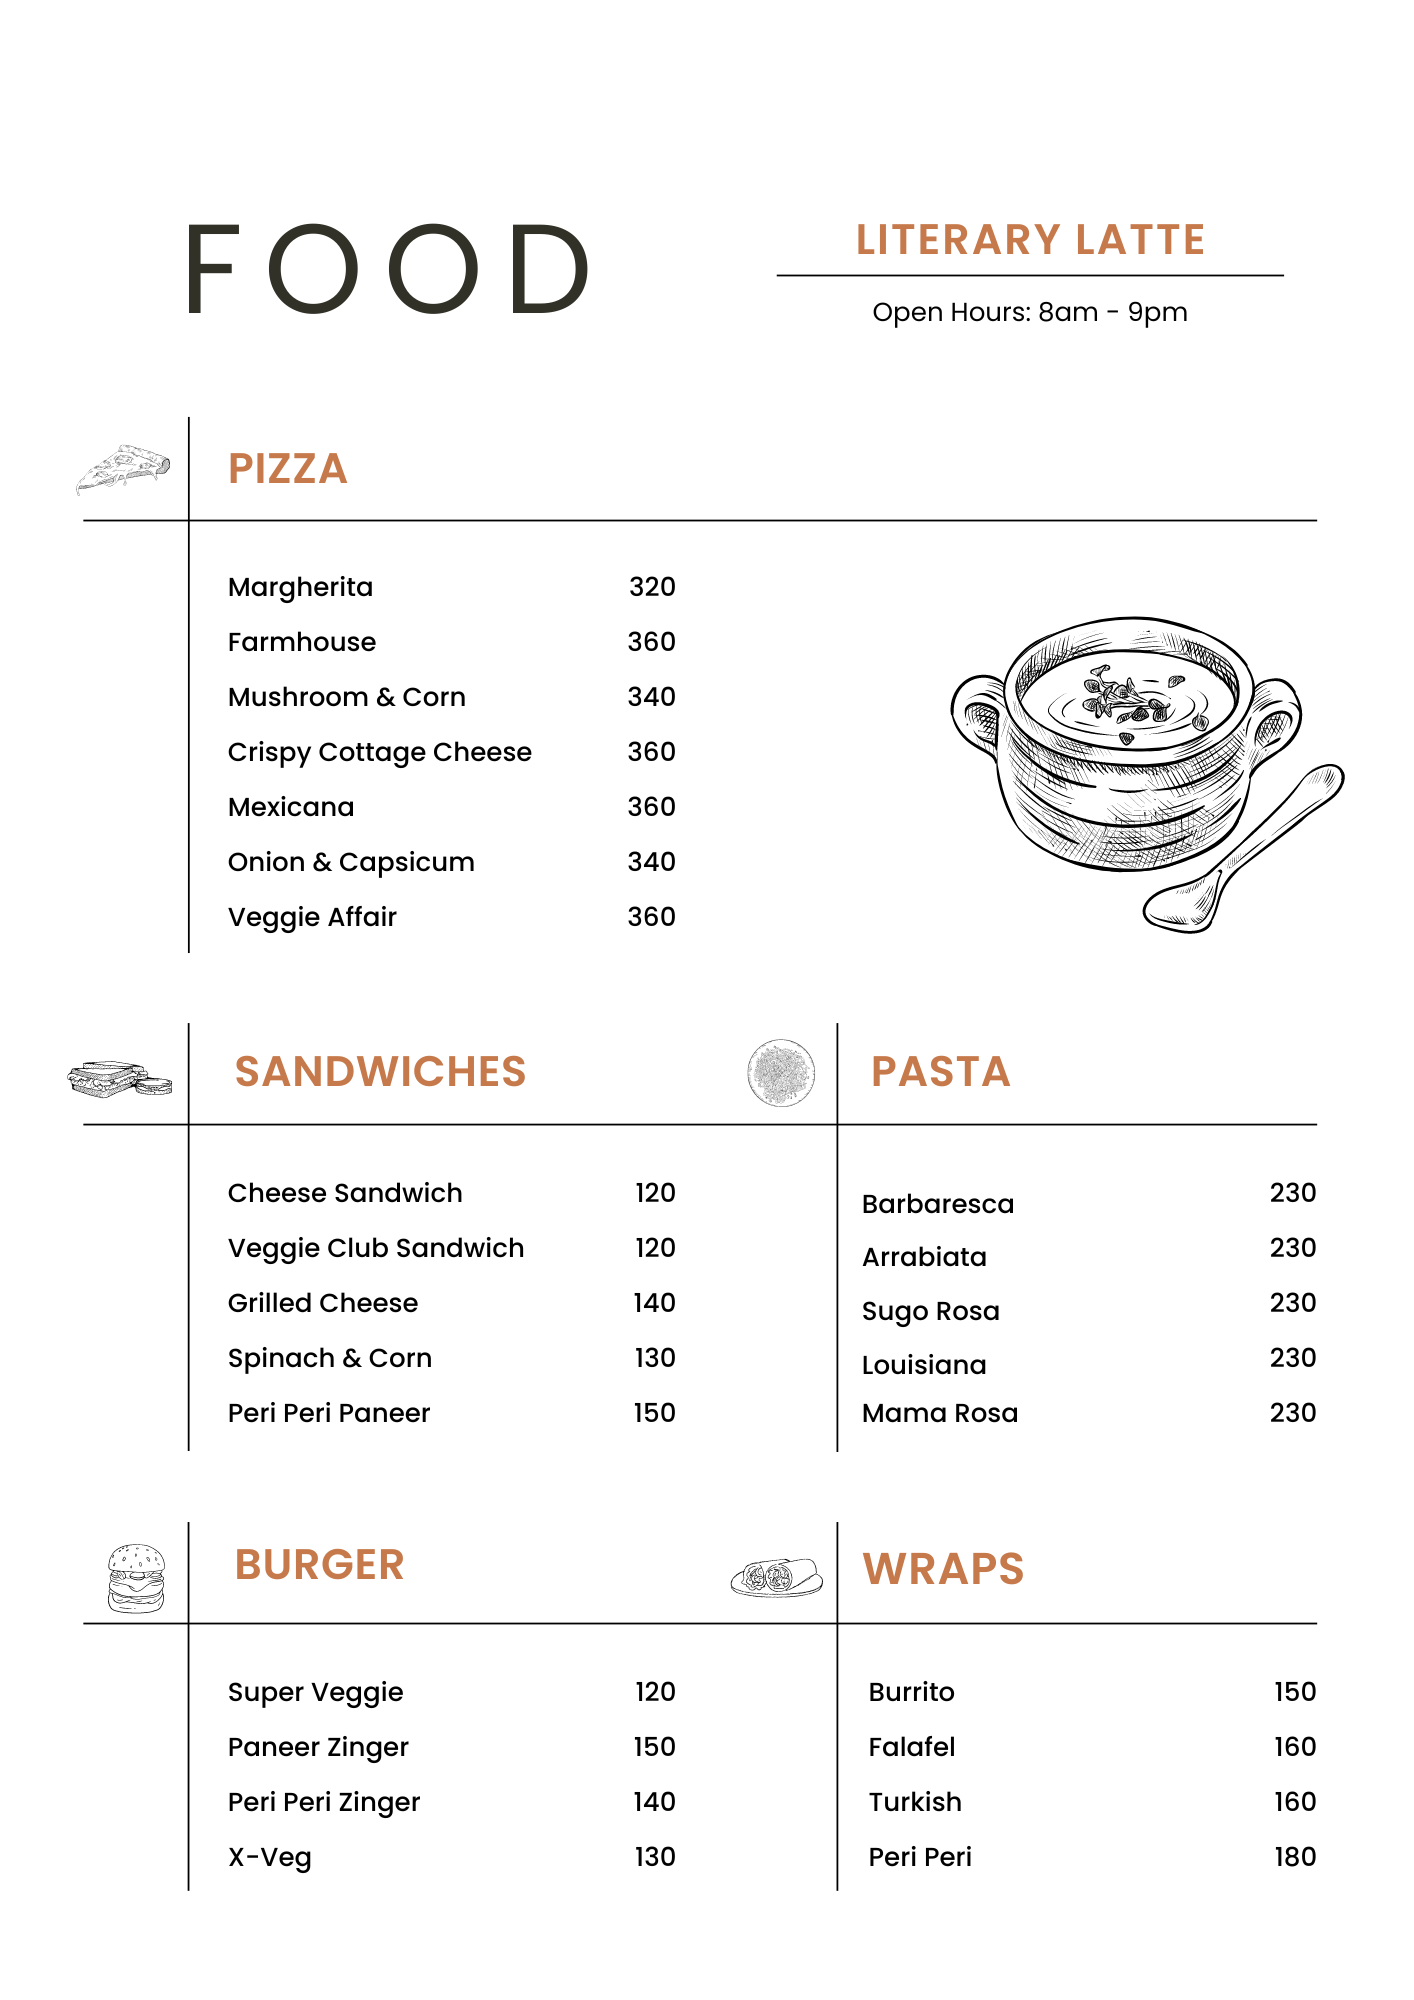 FOOD
LITERARY LATTE
Open Hours: 8am - 9pm
PIZZA
Margherita 320
Farmhouse 360
Mushroom & Corn 340
Crispy Cottage Cheese 360
Mexicana 360
Onion & Capsicum 340
Veggie Affair 360
SANDWICHES
Cheese Sandwich 120
Veggie Club Sandwich 120
Grilled Cheese 140
Spinach & Corn 130
Peri Peri Paneer 150
PASTA
Barbaresca 230
Arrabiata 230
Sugo Rosa 230
Louisiana 230
Mama Rosa 230
BURGER
Super Veggie 120
Paneer Zinger 150
Peri Peri Zinger 140
X-Veg 130
WRAPS
Burrito 150
Falafel 160
Turkish 160
Peri Peri 180